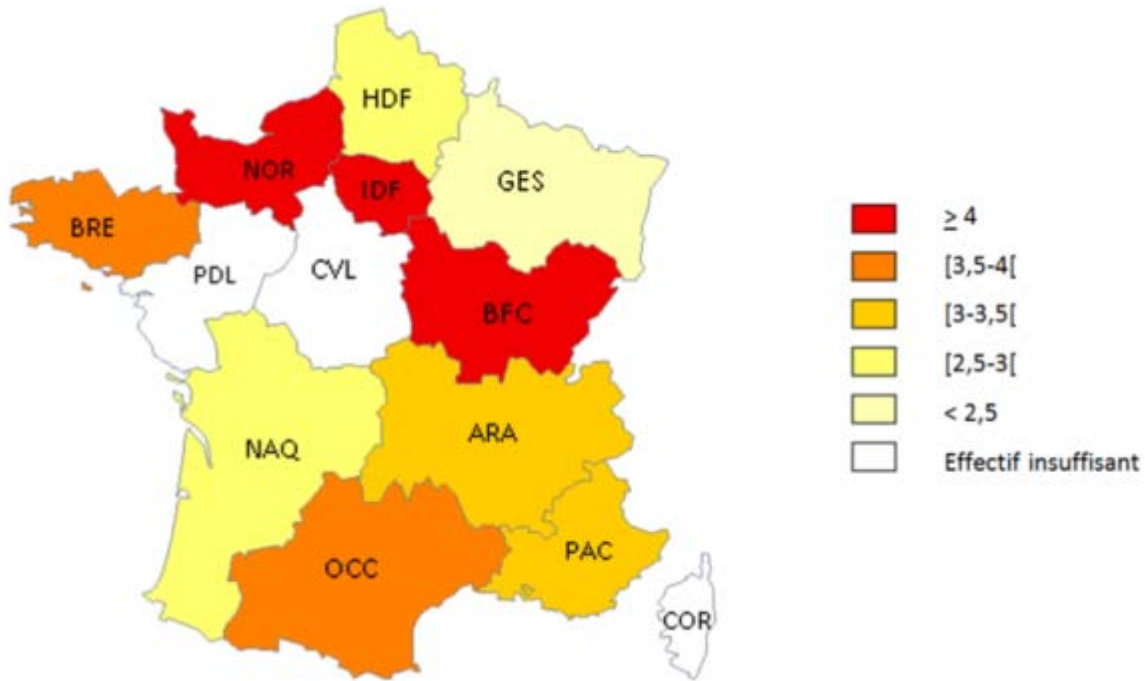 HDF
NOR
IDF
GES
BRE
PDL
CVL
BFC
NAQ
ARA
OCC
PAC
COR
≥ 4
[3,5-4[
[3-3,5[
[2,5-3[
< 2,5
Effectif insuffisant